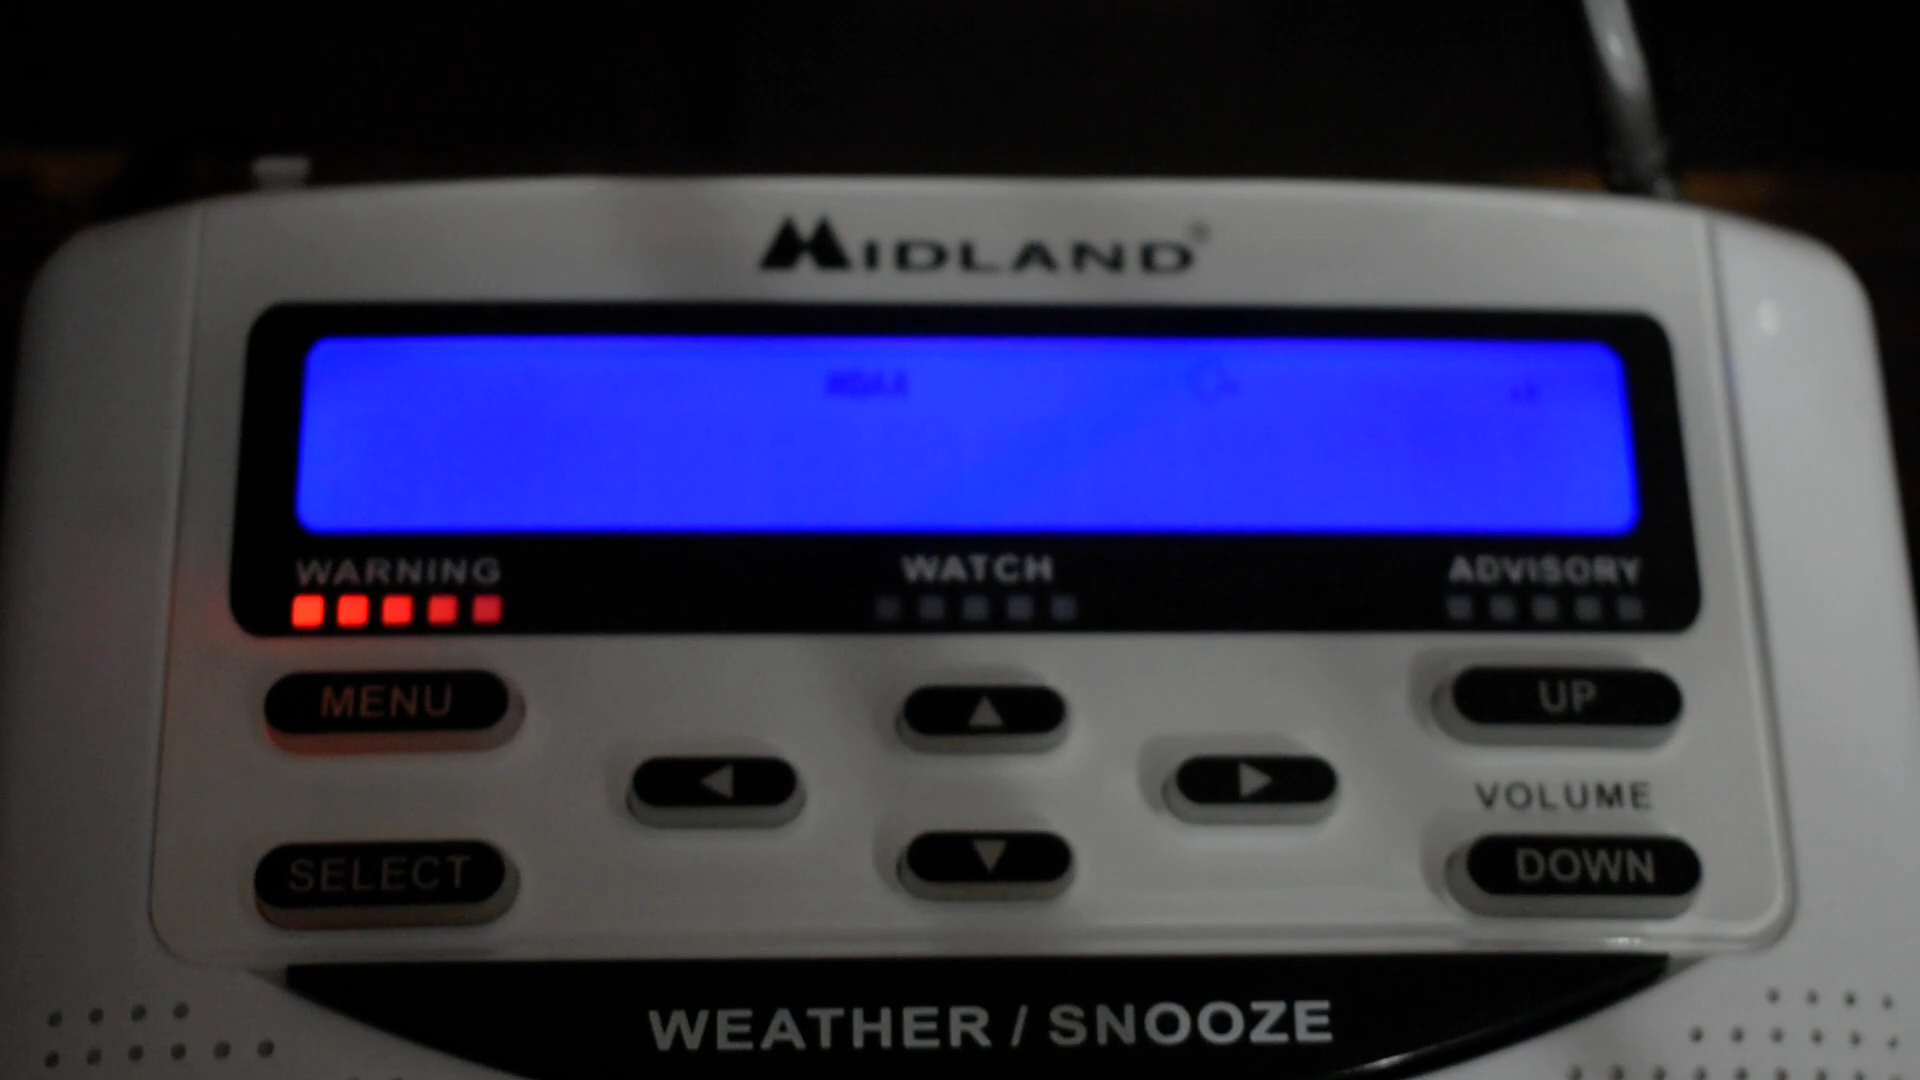 MIDLAND®
WARNING WATCH ADVISORY
MENU
UP
VOLUME
SELECT
DOWN
WEATHER / SNOOZE